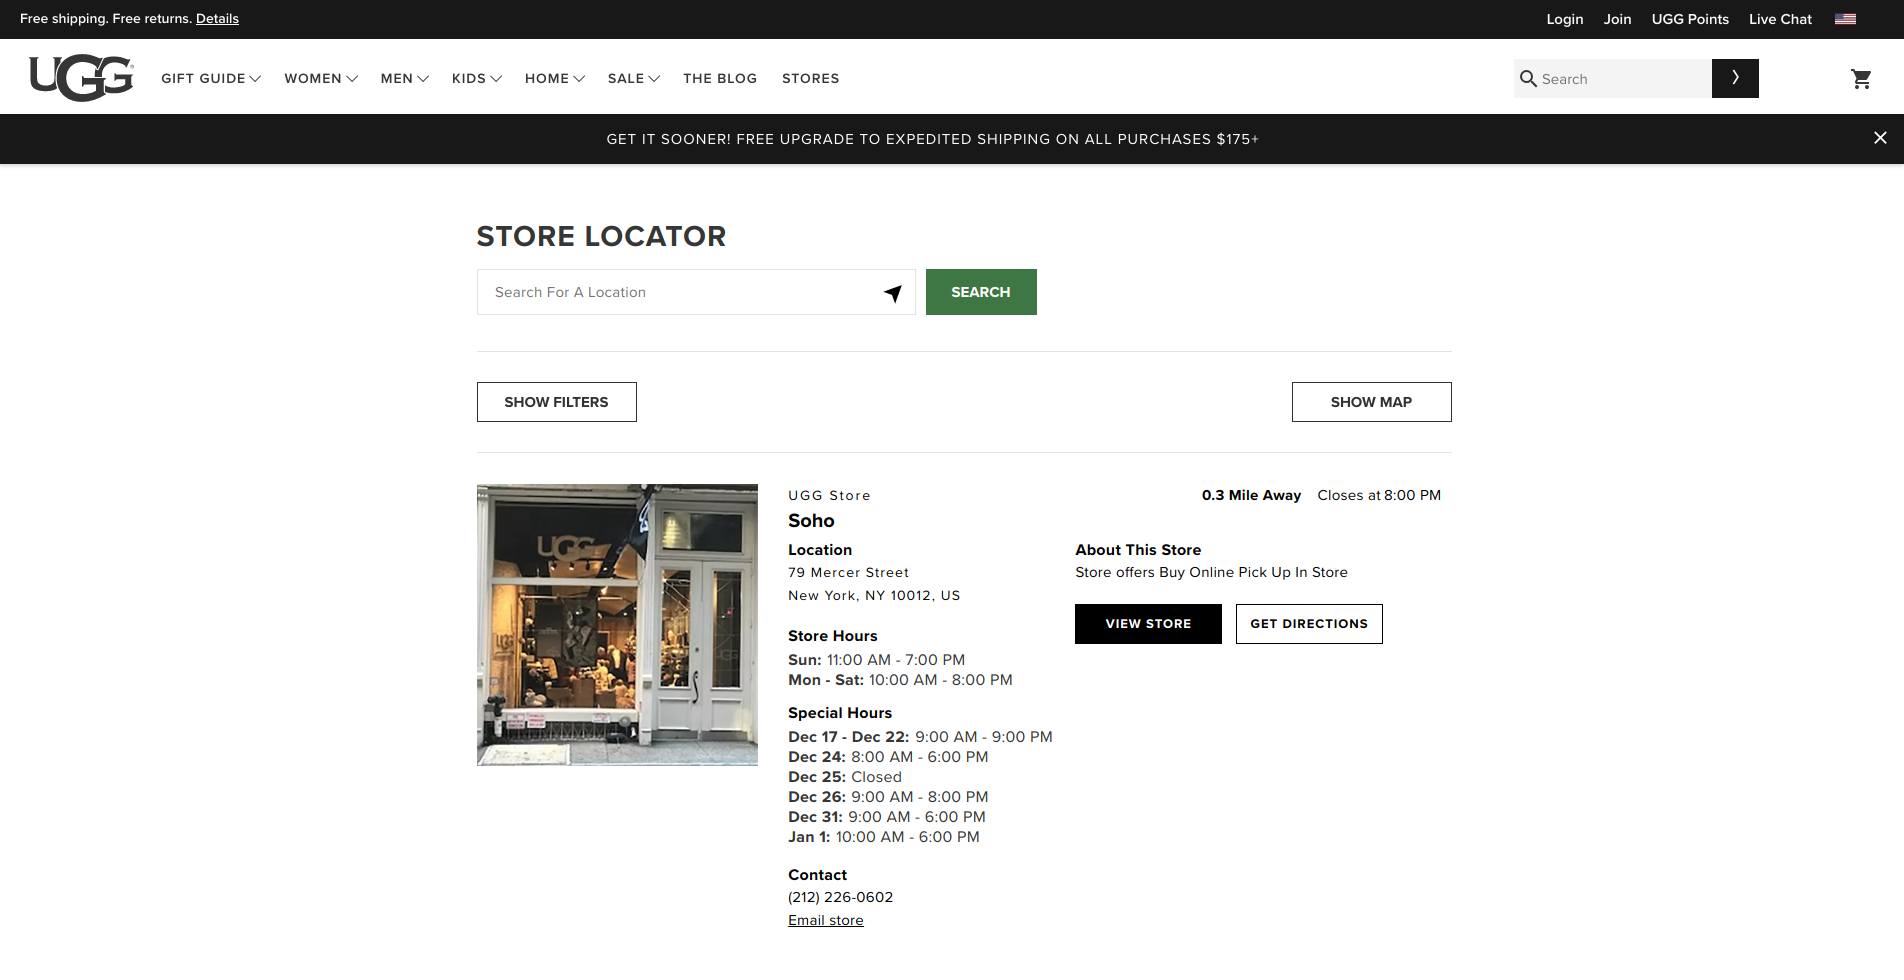 Free shipping. Free returns. Details
Login Join UGG Points Live Chat
UGG GIFT GUIDE WOMEN MEN KIDS HOME SALE THE BLOG STORES Search
GET IT SOONER! FREE UPGRADE TO EXPEDITED SHIPPING ON ALL PURCHASES $175+
STORE LOCATOR
Search For A Location SEARCH
SHOW FILTERS SHOW MAP
UGG
UGG Store
0.3 Mile Away Closes at 8:00 PM
Soho
Location
79 Mercer Street
New York, NY 10012, US
About This Store
Store offers Buy Online Pick Up In Store
VIEW STORE GET DIRECTIONS
Store Hours
Sun: 11:00 AM - 7:00 PM
Mon - Sat: 10:00 AM - 8:00 PM
Special Hours
Dec 17 - Dec 22: 9:00 AM - 9:00 PM
Dec 24: 8:00 AM - 6:00 PM
Dec 25: Closed
Dec 26: 9:00 AM - 8:00 PM
Dec 31: 9:00 AM - 6:00 PM
Jan 1: 10:00 AM - 6:00 PM
Contact
(212) 226-0602
Email store